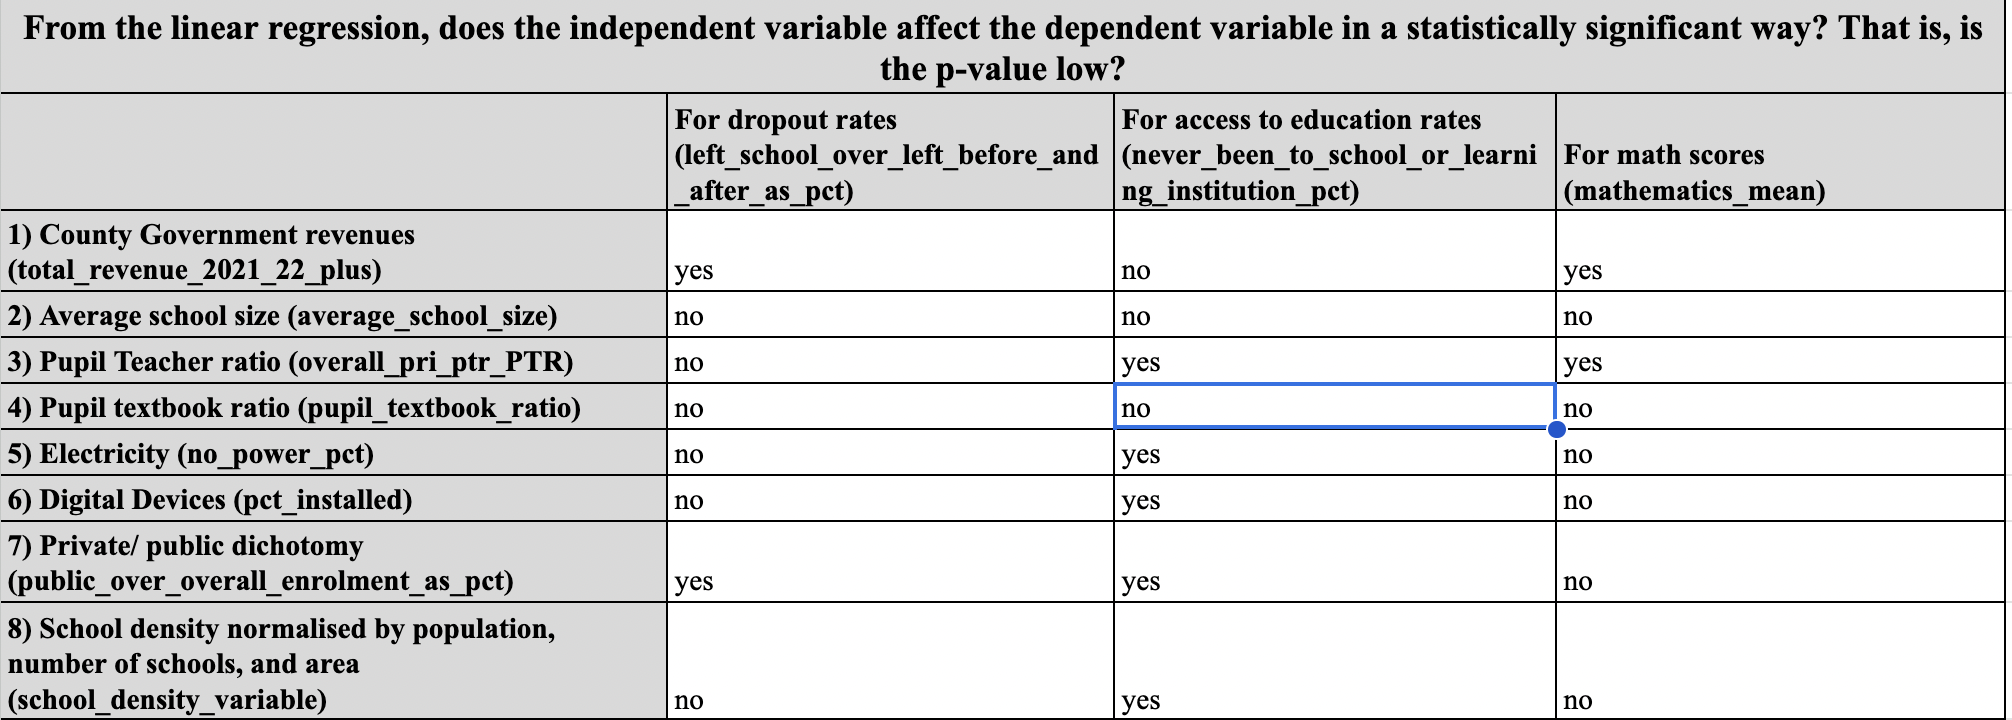 From the linear regression, does the independent variable affect the dependent variable in a statistically significant way? That is, is
the p-value low?
For dropout rates
(left_school_over_left_before_and
_after_as_pct)
For access to education rates
(never_been_to_school_or_learni
ng_institution_pct)
For math scores
(mathematics_mean)
1) County Government revenues
(total_revenue_2021_22_plus)
yes
no
yes
2) Average school size (average_school_size)
no
no
no
3) Pupil Teacher ratio (overall_pri_ptr_PTR)
no
yes
yes
4) Pupil textbook ratio (pupil_textbook_ratio)
no
no
no
5) Electricity (no_power_pct)
no
yes
no
6) Digital Devices (pct_installed)
no
yes
no
7) Private/ public dichotomy
(public_over_overall_enrolment_as_pct)
yes
yes
no
8) School density normalised by population,
number of schools, and area
(school_density_variable)
no
yes
no